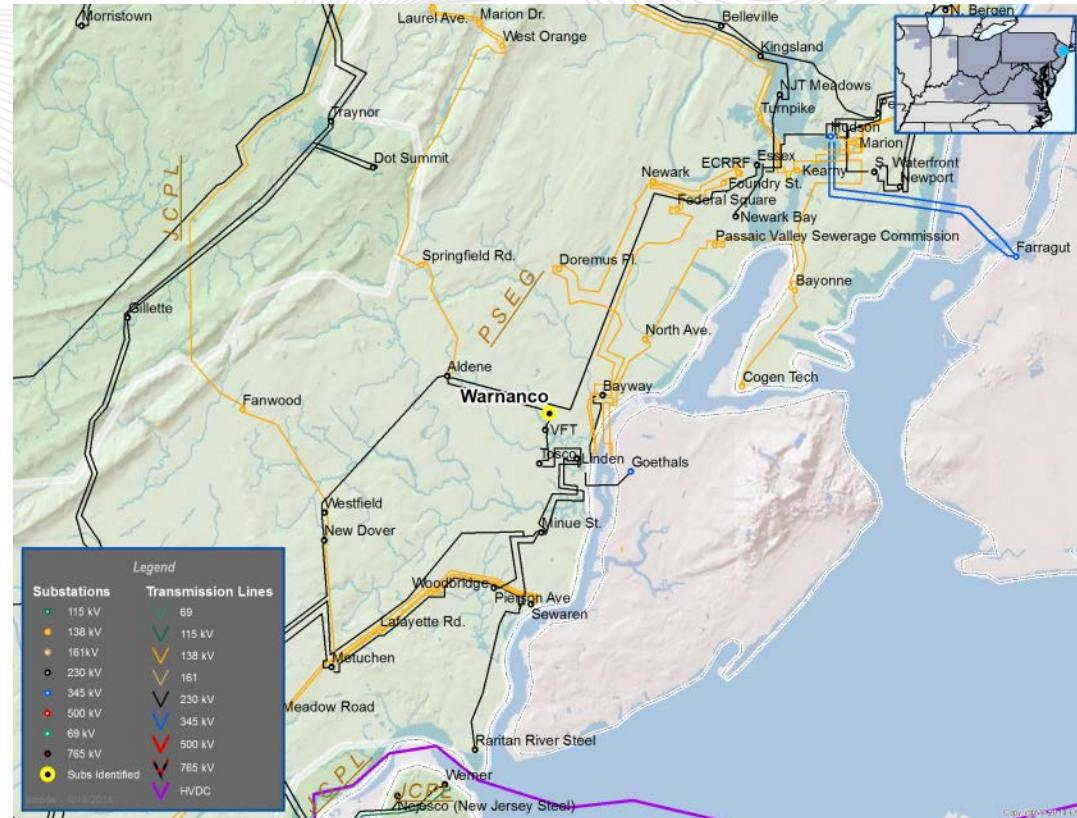 Morristown
Laurel Ave.
Marion Dr.
West Orange
Belleville
N. Bergen
Kingsland
NJT Meadows
Turnpike
Traynor
Dot Summit
JCPL
Hudson
Marion
ECRRF
Essex
Kearny
S. Waterfront
Newport
Newark
Foundry St.
Federal Square
Newark Bay
Passaic Valley Sewerage Commission
Farragut
Springfield Rd.
Doremus Pl.
PSEG
Bayonne
Gillette
North Ave.
Aldene
Cogen Tech
Warnanco
Bayway
Fanwood
VFT
Tosco
Linden
Goethals
Westfield
New Dover
Minue St.
Woodbridge
Pierson Ave
Sewaren
Lafayette Rd.
Metuchen
Meadow Road
Raritan River Steel
JCPL
Werner
JCPL
Nejosco (New Jersey Steel)
Legend
Substations
115 kV
138 kV
161kV
230 kV
345 kV
500 kV
69 kV
765 kV
Subs Identified
Transmission Lines
69
115 kV
138 kV
161
230 kV
345 kV
500 kV
765 kV
HVDC